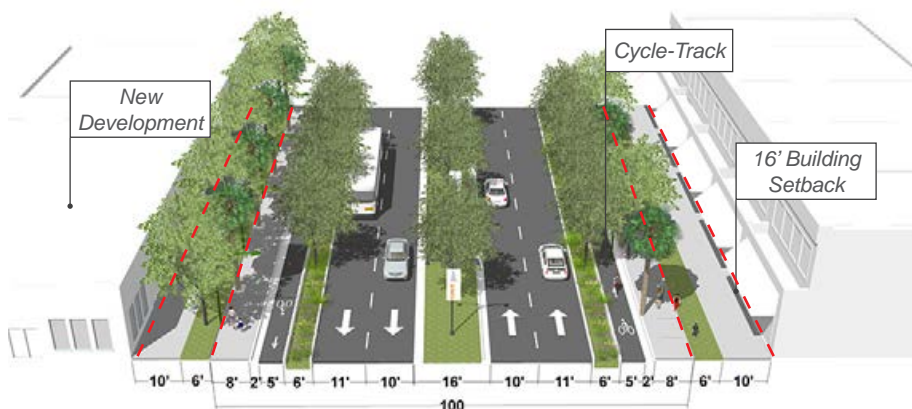 Cycle-Track
New
Development
16' Building
Setback
10' 6' 8' 2' 5' 6' 11' 10' 16' 10' 11' 6' 5' 2' 8' 6' 10'
100